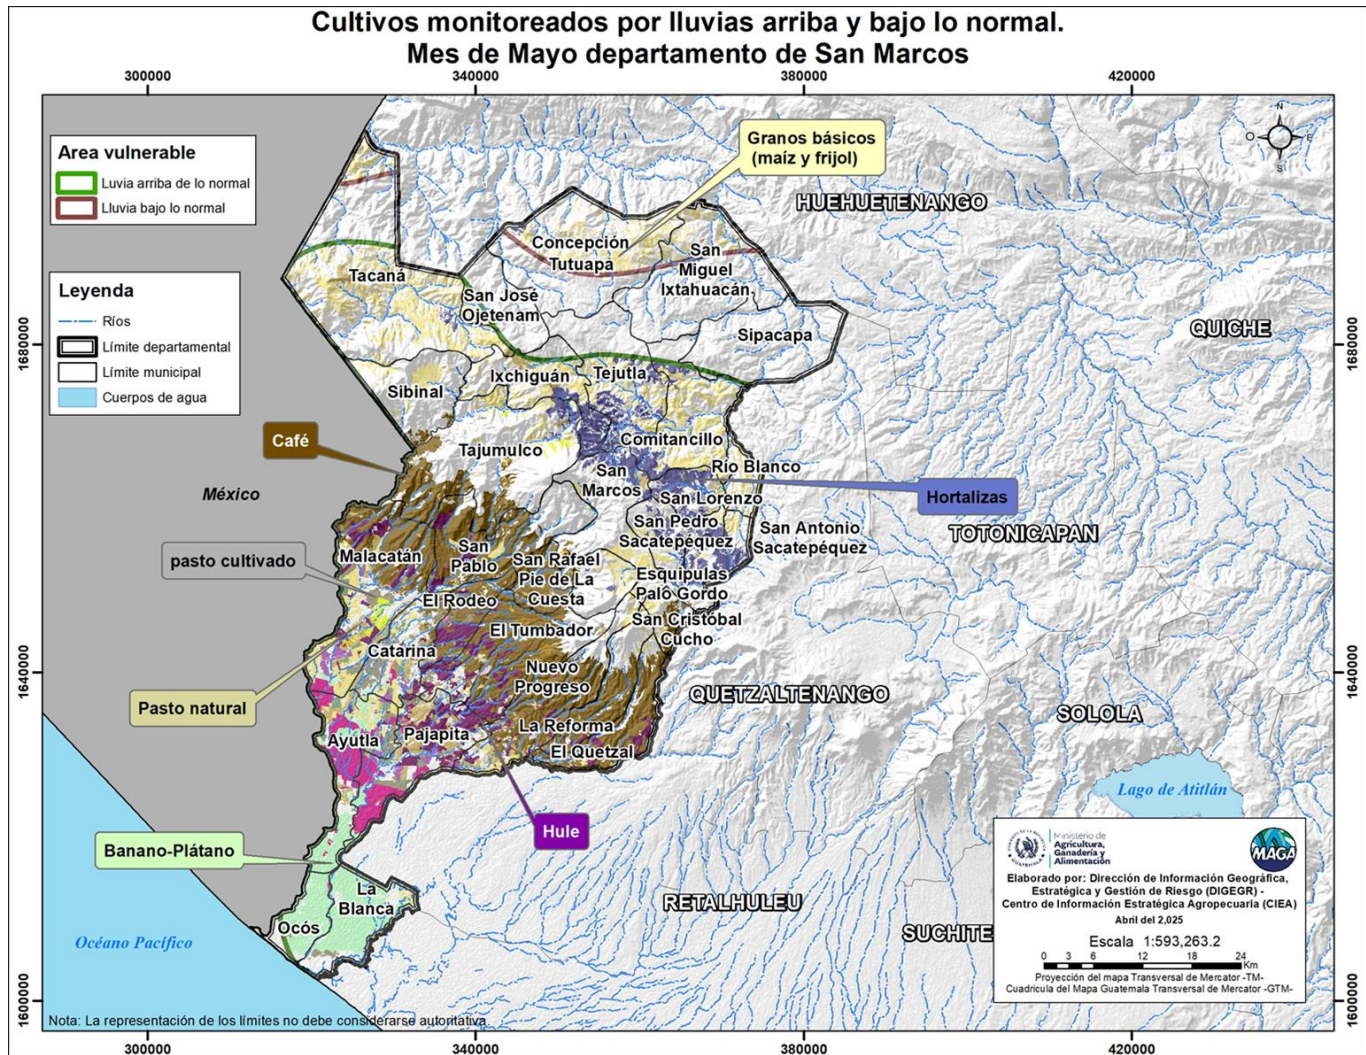 Cultivos monitoreados por lluvias arriba y bajo lo normal.
Mes de Mayo departamento de San Marcos
300000
340000
380000
420000
Area vulnerable
Lluvia arriba de lo normal
Lluvia bajo lo normal
Leyenda
Ríos
Límite departamental
Límite municipal
Cuerpos de agua
N
O
E
S
Granos básicos
(maíz y frijol)
HUEHUETENANGO
Concepción
Tutuapa
San
Miguel
Ixtahuacán
Tacaná
San José
Ojetenam
Sipacapa
QUICHE
1680000
1680000
Ixchiguán
Tejutla
Sibinal
Café
Tajumulco
Comitancillo
Río Blanco
San
Marcos
San Lorenzo
Hortalizas
México
San Pedro
Sacatepéquez
San Antonio
Sacatepéquez
TOTONICAPAN
Malacatán
San
Pablo
San Rafael
Pie de La
Cuesta
pasto cultivado
Esquipulas
Palô Gordo
El Rodeo
San Cristóbal
Cucho
El Tumbador
Catarina
Nuevo
Progreso
1640000
1640000
QUETZALTENANGO
Pasto natural
SOLOLA
La Reforma
Ayutla
Pajapita
El Quetzal
Lago de Atitlán
Hule
Banano-Plátano
La
Blanca
RETALHULEU
Ocós
SUCHITE
Océano Pacífico
Ministerio de
Agricultura,
Ganadería y
Alimentación
MAGA
Elaborado por: Dirección de Información Geográfica,
Estratégica y Gestión de Riesgo (DIGEGR) -
Centro de Información Estratégica Agropecuaria (CIEA)
Abril del 2,025
Escala 1:593,263.2
0 3 6 12 18 24
Km
Proyección del mapa Transversal de Mercator -TM-
Cuadricula del Mapa Guatemala Transversal de Mercator -GTM-
1600000
1600000
Nota: La representación de los límites no debe considerarse autoritativa
300000
340000
380000
420000